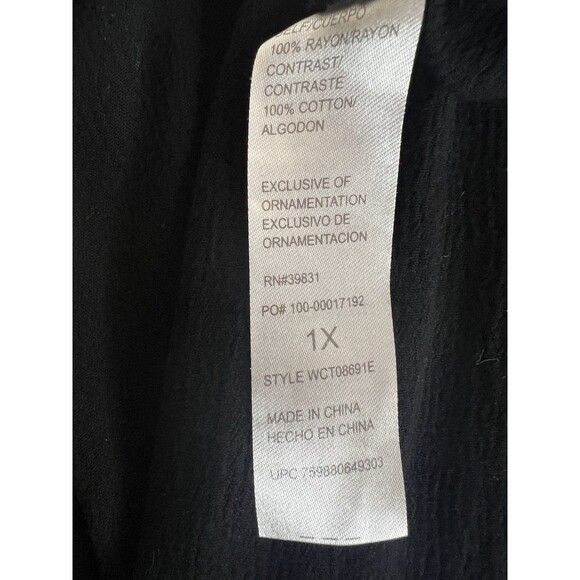 SELF/CUERPO
100% RAYON/RAYON
CONTRAST/
CONTRASTE
100% COTTON/
ALGODON
EXCLUSIVE OF
ORNAMENTATION
EXCLUSIVO DE
ORNAMENTACION
RN#39831
PO# 100-00017192
1X
STYLE WCT08691E
MADE IN CHINA
HECHO EN CHINA
UPC 759880649303